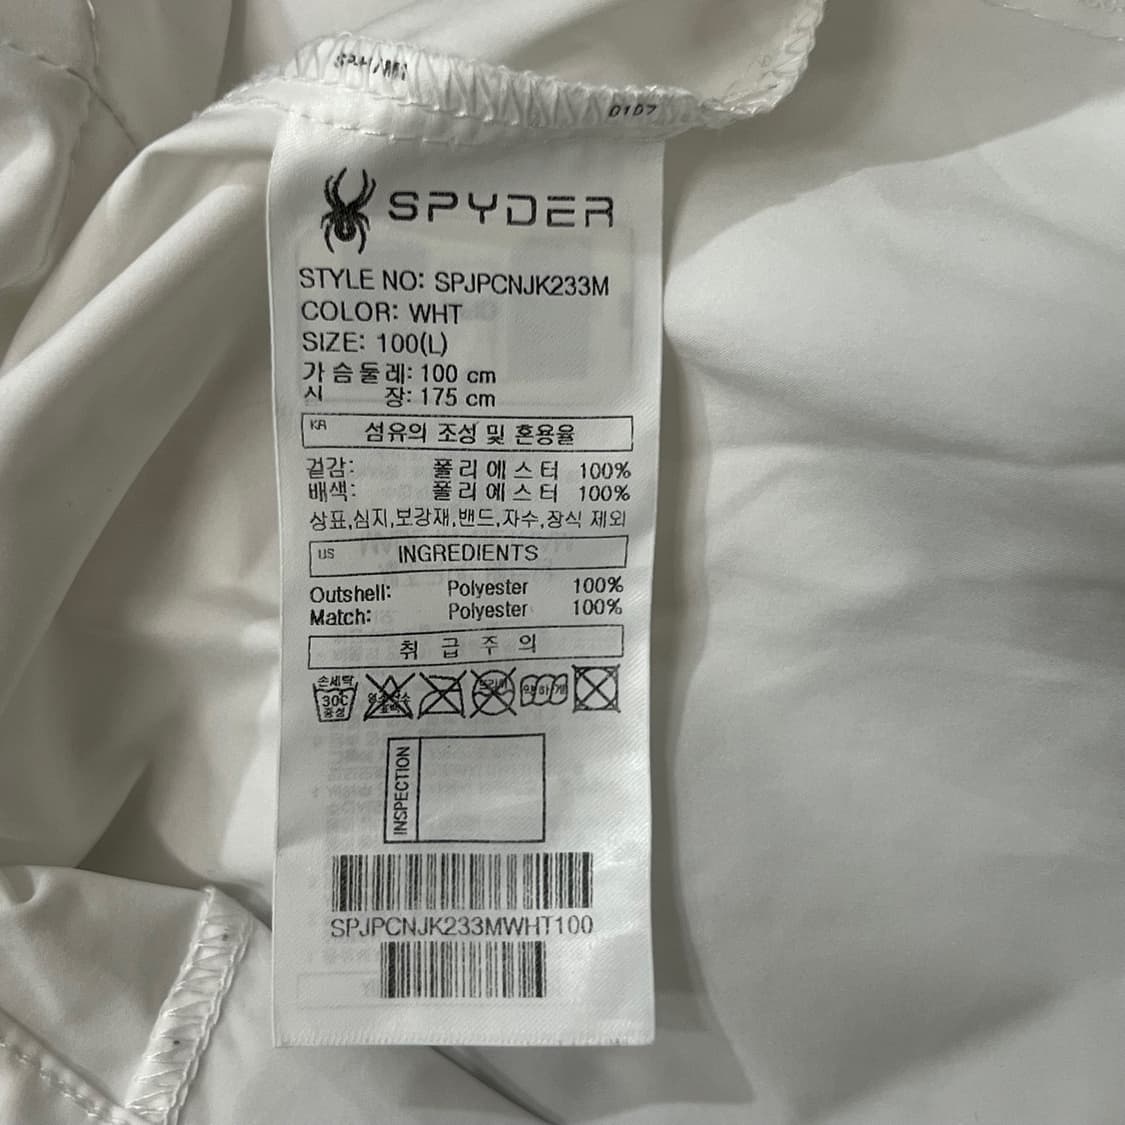 0107
SPYDER
STYLE NO: SPJPCNJK233M
COLOR: WHT
SIZE: 100(L)
가슴둘레: 100 cm
시 장: 175 cm
KR 섬유의 조성 및 혼용율
겉감: 폴리에스터 100%
배색: 폴리에스터 100%
상표,심지,보강재,밴드,자수,장식 제외
US INGREDIENTS
Outshell: Polyester 100%
Match: Polyester 100%
취급주의
손세탁
30C
중성
약하게
INSPECTION
SPJPCNJK233MWHT100